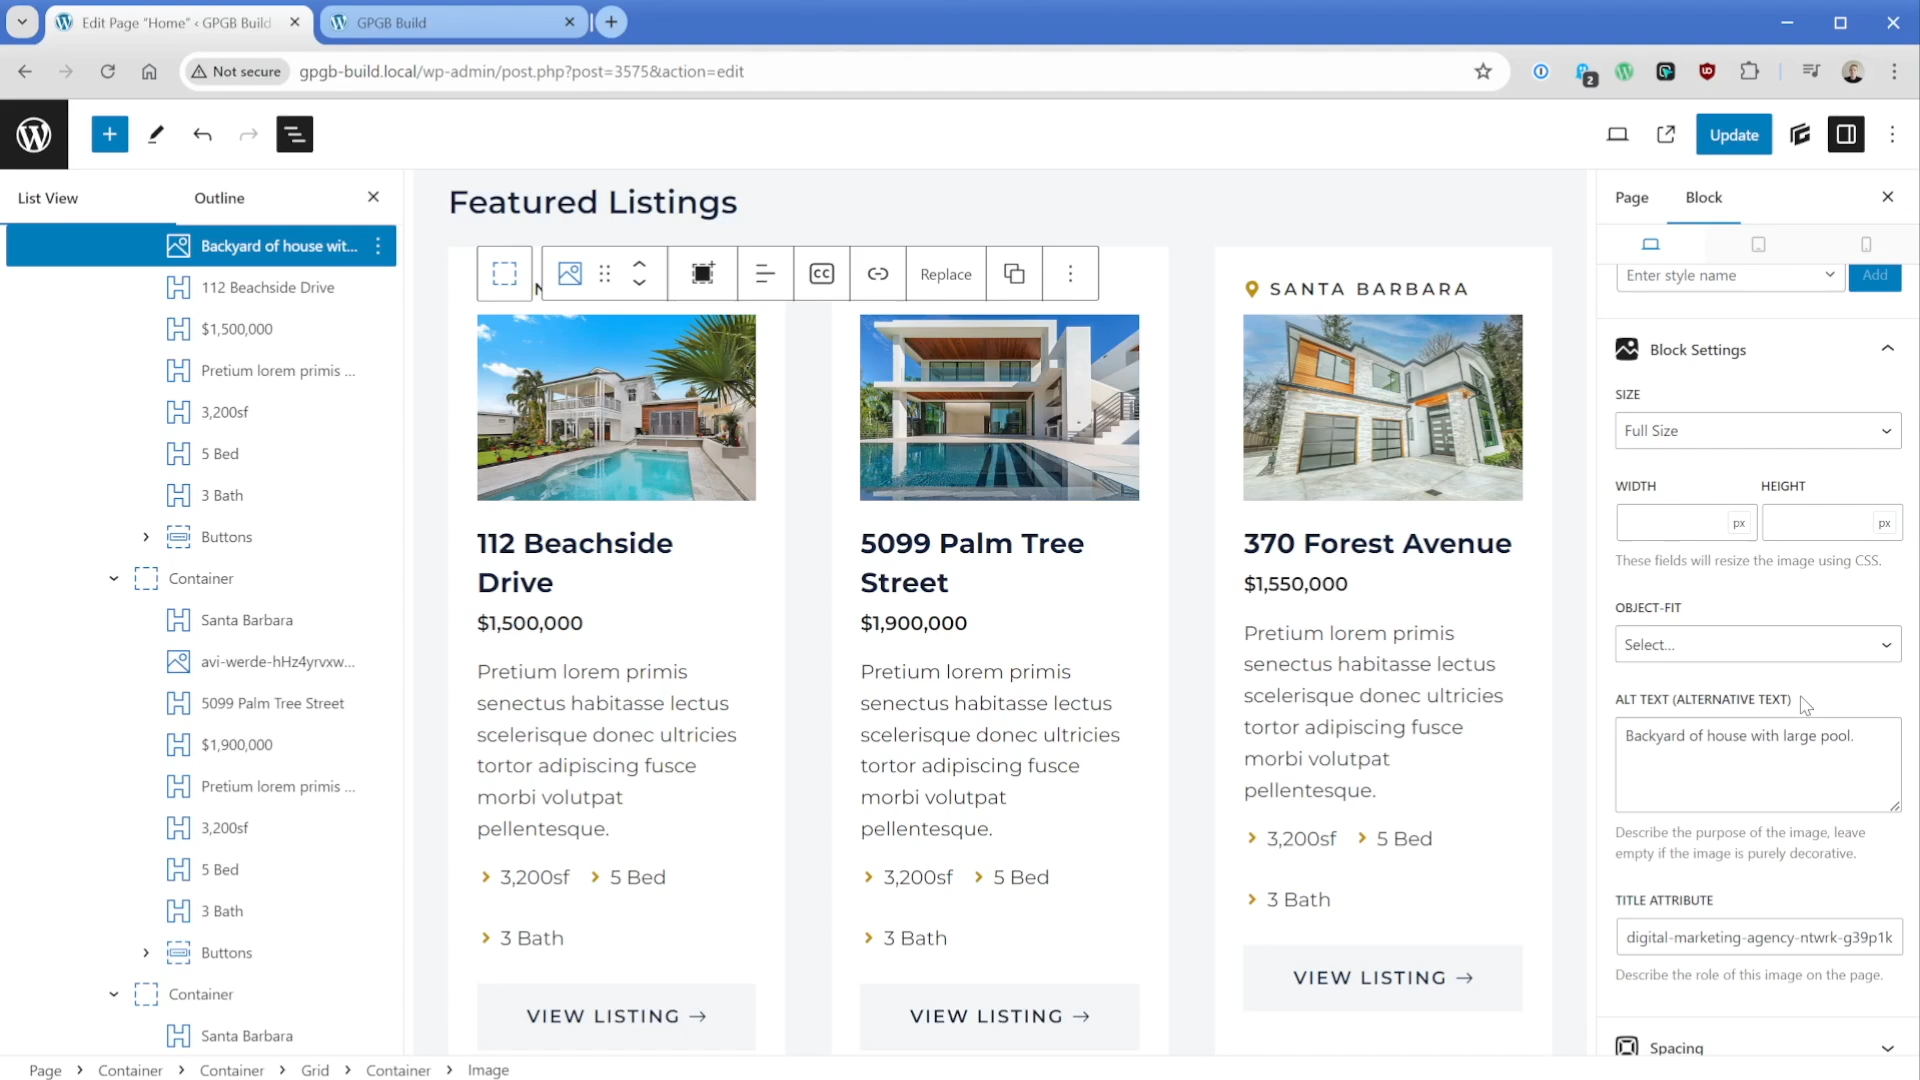 Edit Page “Home” ‹ GPGB Build
GPGB Build
Not secure
gpgb-build.local/wp-admin/post.php?post=3575&action=edit
2
Update
List View
Outline
Backyard of house wit...
112 Beachside Drive
$1,500,000
Pretium lorem primis ...
3,200sf
5 Bed
3 Bath
Buttons
Container
Santa Barbara
avi-werde-hHz4yrvxw...
5099 Palm Tree Street
$1,900,000
Pretium lorem primis ...
3,200sf
5 Bed
3 Bath
Buttons
Container
Santa Barbara
Featured Listings
CC
Replace
112 Beachside
Drive
$1,500,000
Pretium lorem primis
senectus habitasse lectus
scelerisque donec ultricies
tortor adipiscing fusce
morbi volutpat
pellentesque.
3,200sf
5 Bed
3 Bath
VIEW LISTING →
5099 Palm Tree
Street
$1,900,000
Pretium lorem primis
senectus habitasse lectus
scelerisque donec ultricies
tortor adipiscing fusce
morbi volutpat
pellentesque.
3,200sf
5 Bed
3 Bath
VIEW LISTING →
SANTA BARBARA
370 Forest Avenue
$1,550,000
Pretium lorem primis
senectus habitasse lectus
scelerisque donec ultricies
tortor adipiscing fusce
morbi volutpat
pellentesque.
3,200sf
5 Bed
3 Bath
VIEW LISTING →
Page
Block
Enter style name
Add
Block Settings
SIZE
Full Size
WIDTH
HEIGHT
px
px
These fields will resize the image using CSS.
OBJECT-FIT
Select...
ALT TEXT (ALTERNATIVE TEXT)
Backyard of house with large pool.
Describe the purpose of the image, leave
empty if the image is purely decorative.
TITLE ATTRIBUTE
digital-marketing-agency-ntwrk-g39p1k
Describe the role of this image on the page.
Spacing
Page > Container > Container > Grid > Container > Image